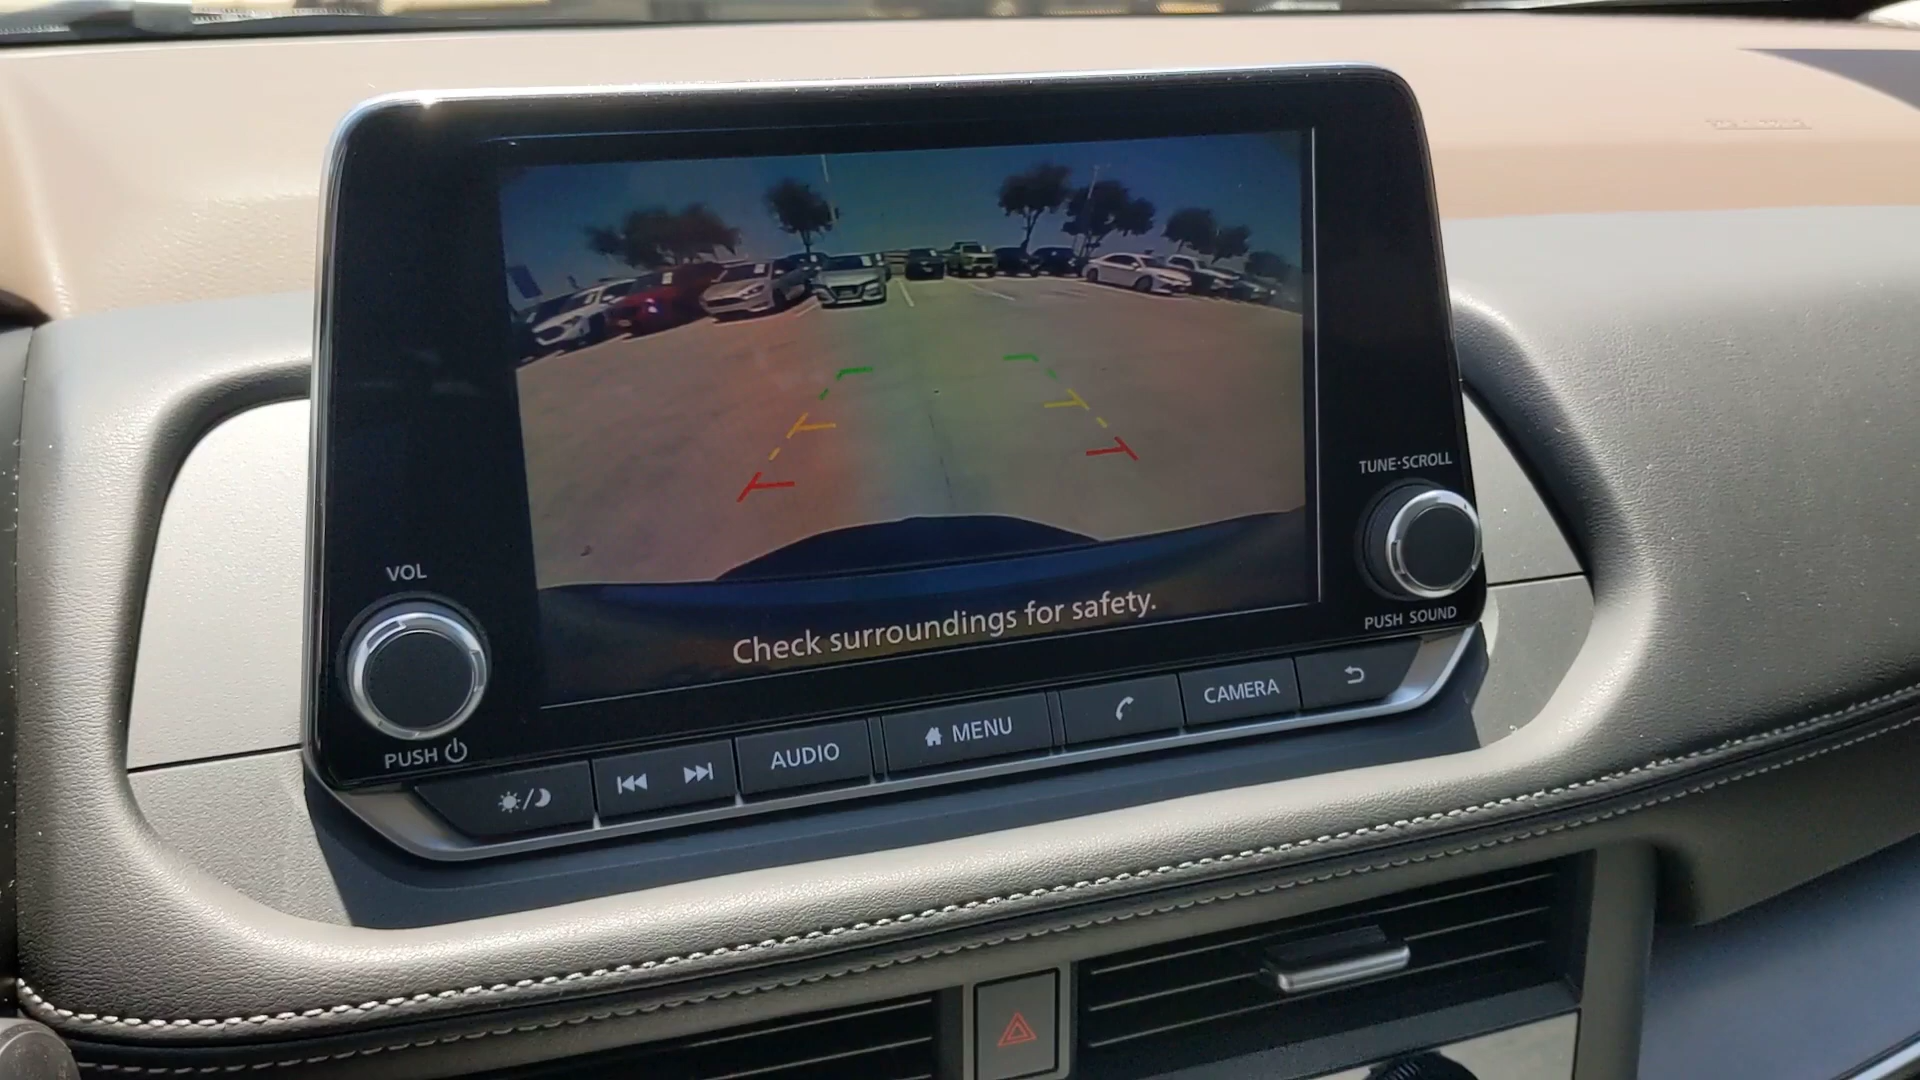 TUNE·SCROLL
VOL
PUSH SOUND
Check surroundings for safety.
PUSH
AUDIO
MENU
CAMERA